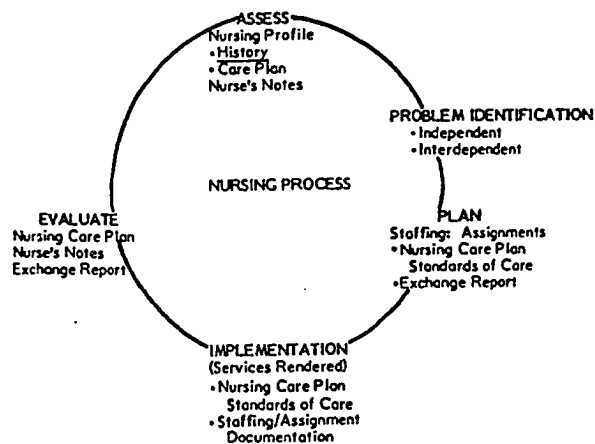 ASSESS
Nursing Profile
• History
• Care Plan
Nurse's Notes
PROBLEM IDENTIFICATION
• Independent
• Interdependent
NURSING PROCESS
PLAN
Staffing: Assignments
• Nursing Care Plan
Standards of Care
• Exchange Report
IMPLEMENTATION
(Services Rendered)
• Nursing Care Plan
Standards of Care
• Staffing/Assignment
Documentation
EVALUATE
Nursing Care Plan
Nurse's Notes
Exchange Report